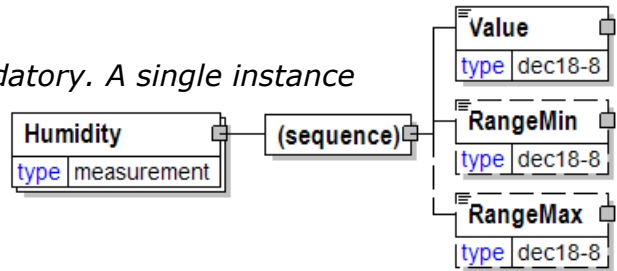 Value
type dec18-8
datory. A single instance
Humidity
type measurement
(sequence)
RangeMin
type dec18-8
RangeMax
type dec18-8